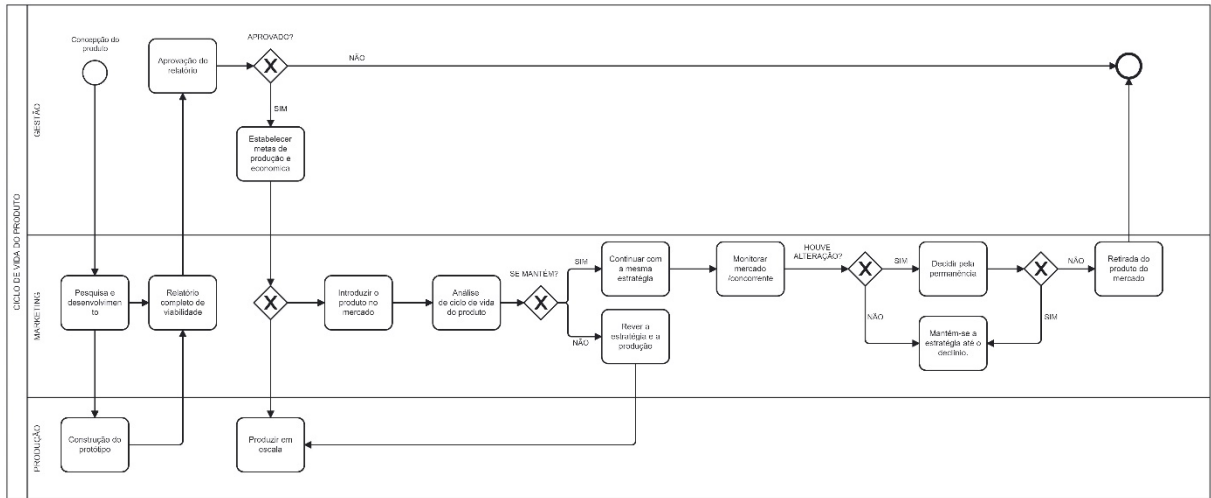 CICLO DE VIDA DO PRODUTO
GESTÃO
Concepção do
produto
Aprovação do
relatório
APROVADO?
NÃO
SIM
Estabelecer
metas de
produção e
economica
MARKETING
Pesquisa e
desenvolvimen
to
Relatório
completo de
viabilidade
X
Introduzir o
produto no
mercado
Análise
de ciclo de vida
do produto
SE MANTÉM?
SIM
NÃO
Continuar com
a mesma
estratégia
Rever a
estratégia e a
produção
Monitorar
mercado
/concorrente
HOUVE
ALTERAÇÃO?
SIM
NÃO
Decidir pela
permanência
Mantém-se a
estratégia até o
declínio.
NÃO
SIM
Retirada do
produto do
mercado
PRODUÇÃO
Construção do
protótipo
Produzir em
escala